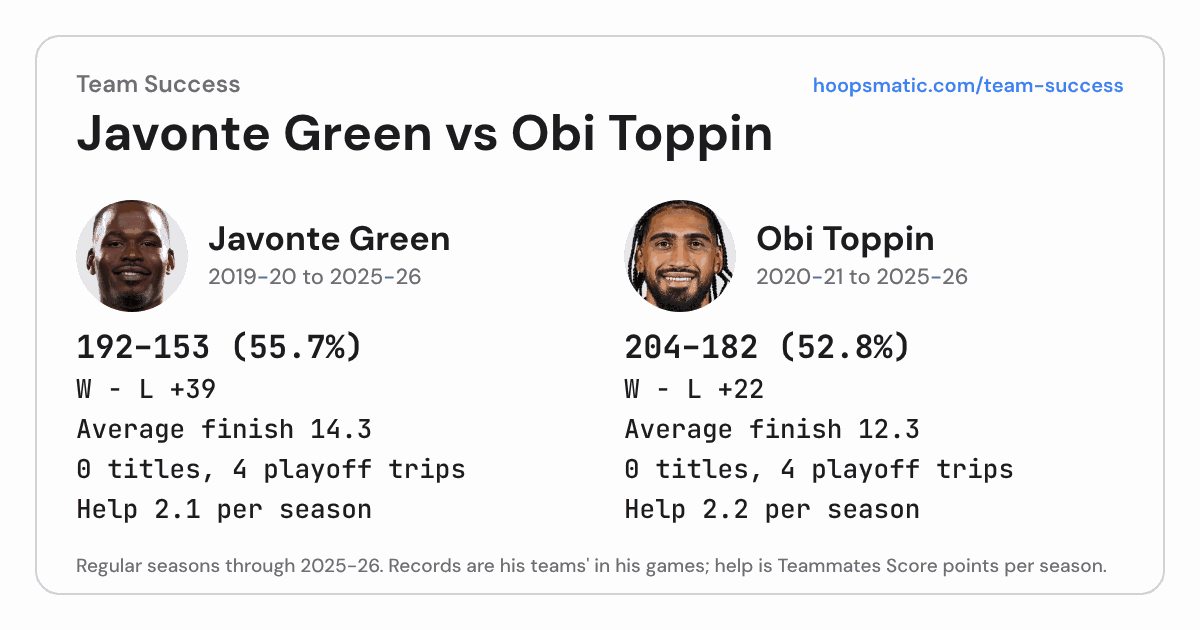 Team Success
hoopsmatic.com/team-success
Javonte Green vs Obi Toppin
Javonte Green
2019-20 to 2025-26
192-153 (55.7%)
W - L +39
Average finish 14.3
0 titles, 4 playoff trips
Help 2.1 per season
Obi Toppin
2020-21 to 2025-26
204-182 (52.8%)
W - L +22
Average finish 12.3
0 titles, 4 playoff trips
Help 2.2 per season
Regular seasons through 2025-26. Records are his teams' in his games; help is Teammates Score points per season.